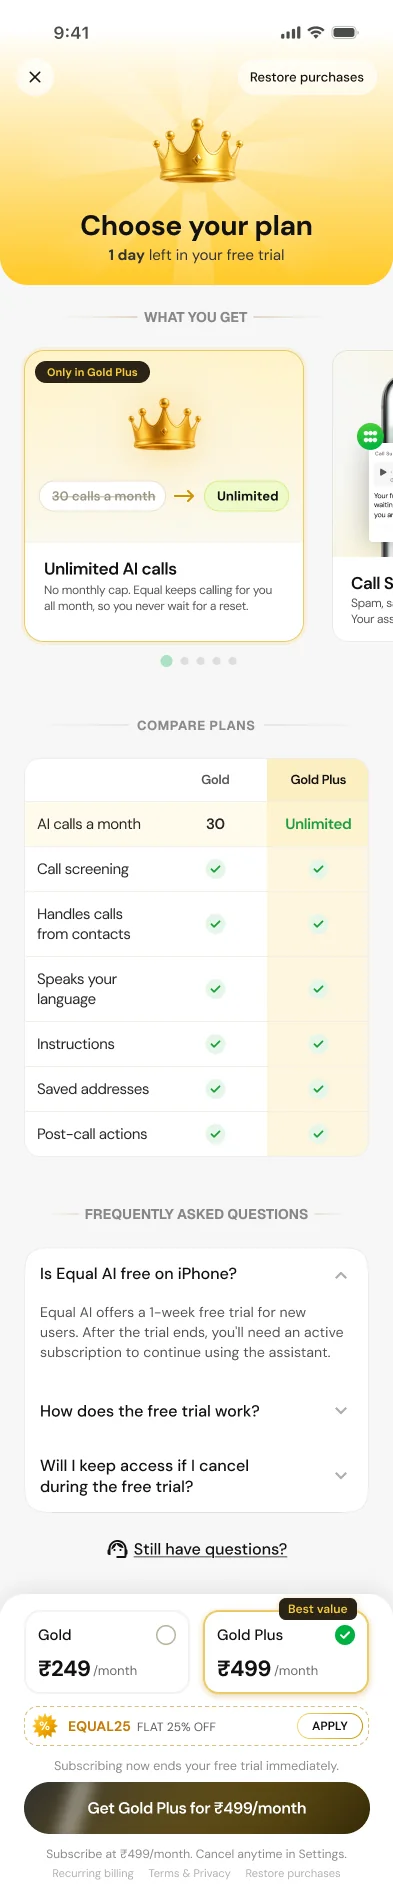 9:41
Restore purchases
Choose your plan
1 day left in your free trial
WHAT YOU GET
Only in Gold Plus
30 calls a month
Unlimited
Unlimited AI calls
No monthly cap. Equal keeps calling for you
all month, so you never wait for a reset.
Call Su
Your f
waitin
you ar
Call S
Spam, s
Your ass
COMPARE PLANS
Gold Gold Plus
AI calls a month 30 Unlimited
Call screening
Handles calls
from contacts
Speaks your
language
Instructions
Saved addresses
Post-call actions
FREQUENTLY ASKED QUESTIONS
Is Equal AI free on iPhone?
Equal AI offers a 1-week free trial for new
users. After the trial ends, you'll need an active
subscription to continue using the assistant.
How does the free trial work?
Will I keep access if I cancel
during the free trial?
Still have questions?
Best value
Gold
₹249/month
Gold Plus
₹499/month
% EQUAL25 FLAT 25% OFF APPLY
Subscribing now ends your free trial immediately.
Get Gold Plus for ₹499/month
Subscribe at ₹499/month. Cancel anytime in Settings.
Recurring billing Terms & Privacy Restore purchases